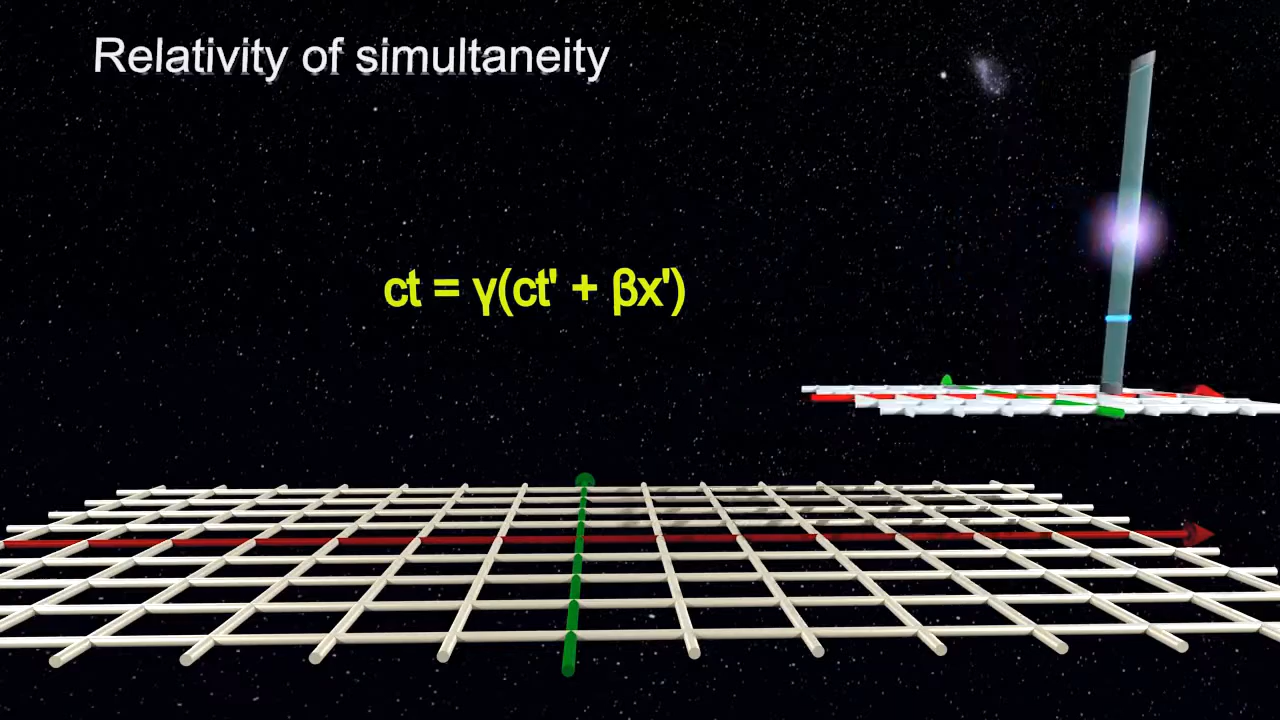 Relativity of simultaneity
ct = γ(ct' + βx')